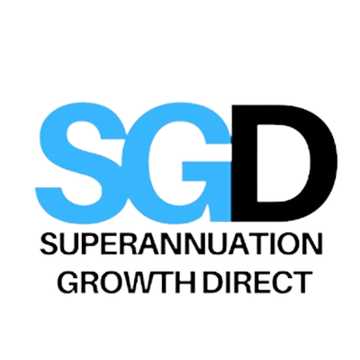 SGD
SUPERANNUATION
GROWTH DIRECT